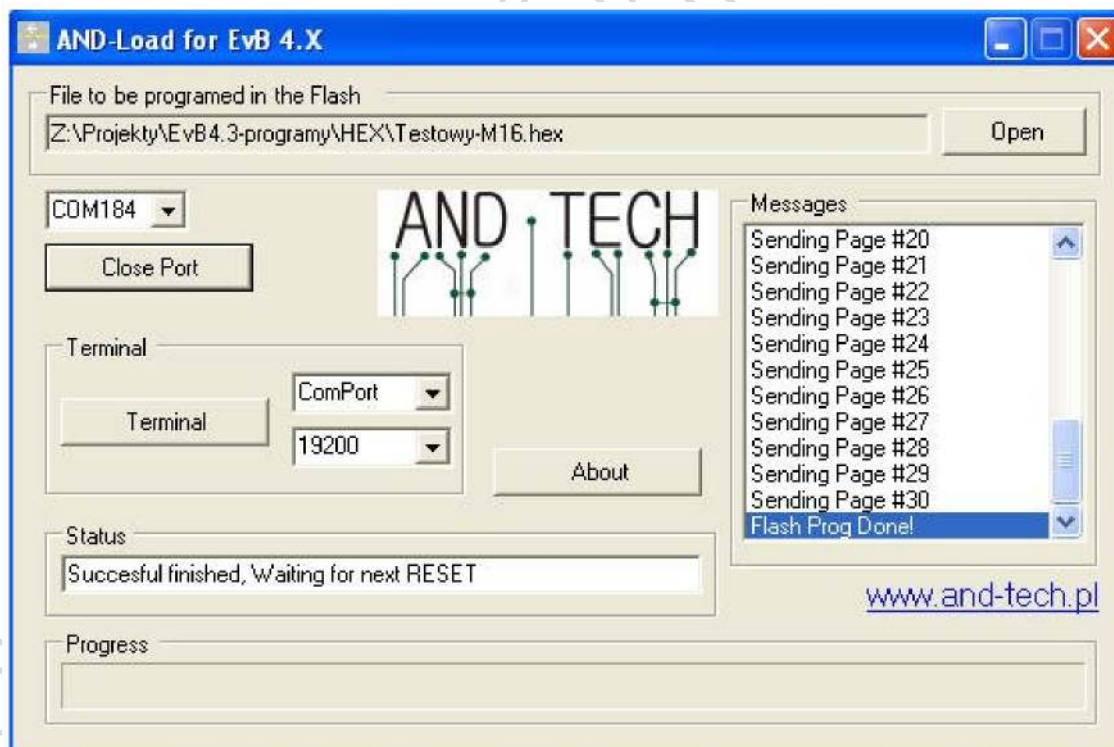 AND-Load for EvB 4.X
File to be programed in the Flash
Z:\Projekty\EvB4.3-programy\HEX\Testowy-M16.hex
Open
COM184
Close Port
AND TECH
Terminal
Terminal
ComPort
19200
About
Messages
Sending Page #20
Sending Page #21
Sending Page #22
Sending Page #23
Sending Page #24
Sending Page #25
Sending Page #26
Sending Page #27
Sending Page #28
Sending Page #29
Sending Page #30
Flash Prog Done!
Status
Succesful finished, Waiting for next RESET
www.and-tech.pl
Progress